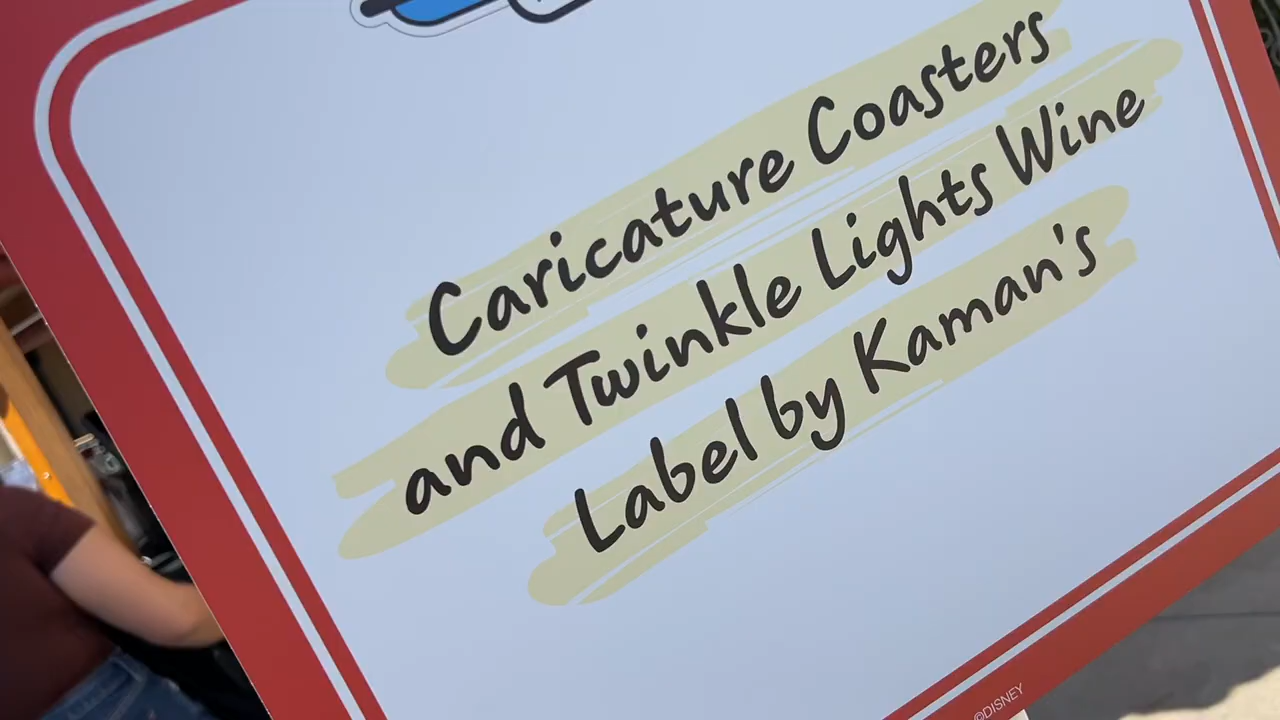 Caricature Coasters
and Twinkle Lights Wine
Label by Kaman's
©DISNEY